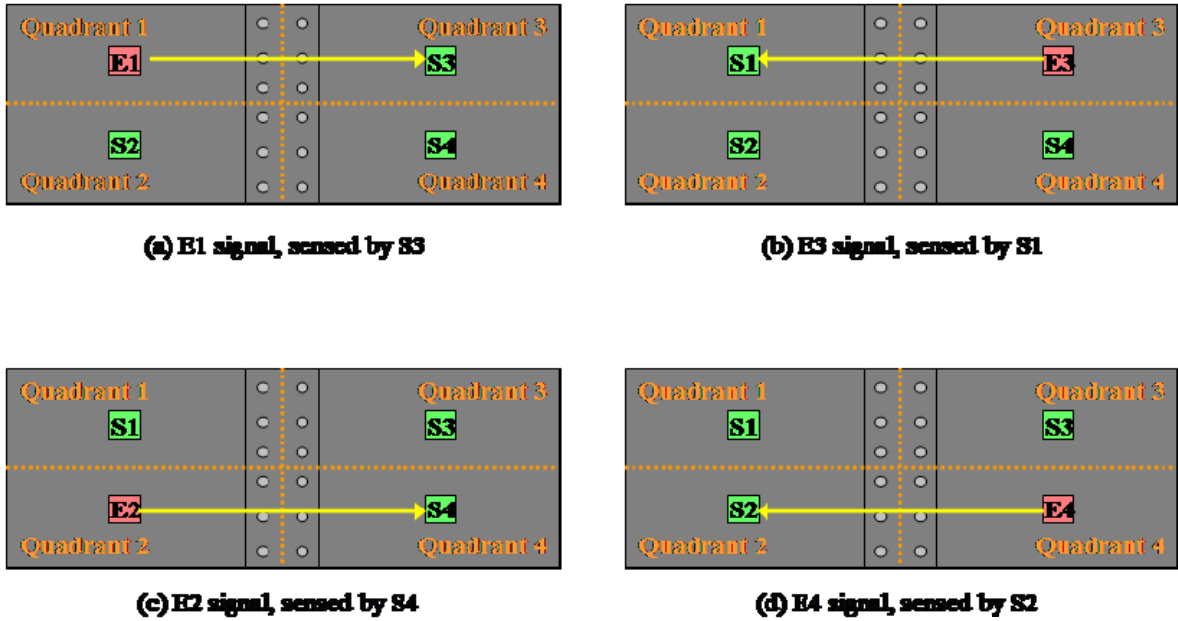 Quadrant 1 Quadrant 3
E1 S3
S2 S4
Quadrant 2 Quadrant 4
(a) E1 signal, sensed by S3
Quadrant 1 Quadrant 3
S1 E3
S2 S4
Quadrant 2 Quadrant 4
(b) E3 signal, sensed by S1
Quadrant 1 Quadrant 3
S1 S3
E2 S4
Quadrant 2 Quadrant 4
(c) E2 signal, sensed by S4
Quadrant 1 Quadrant 3
S1 S3
S2 E4
Quadrant 2 Quadrant 4
(d) E4 signal, sensed by S2